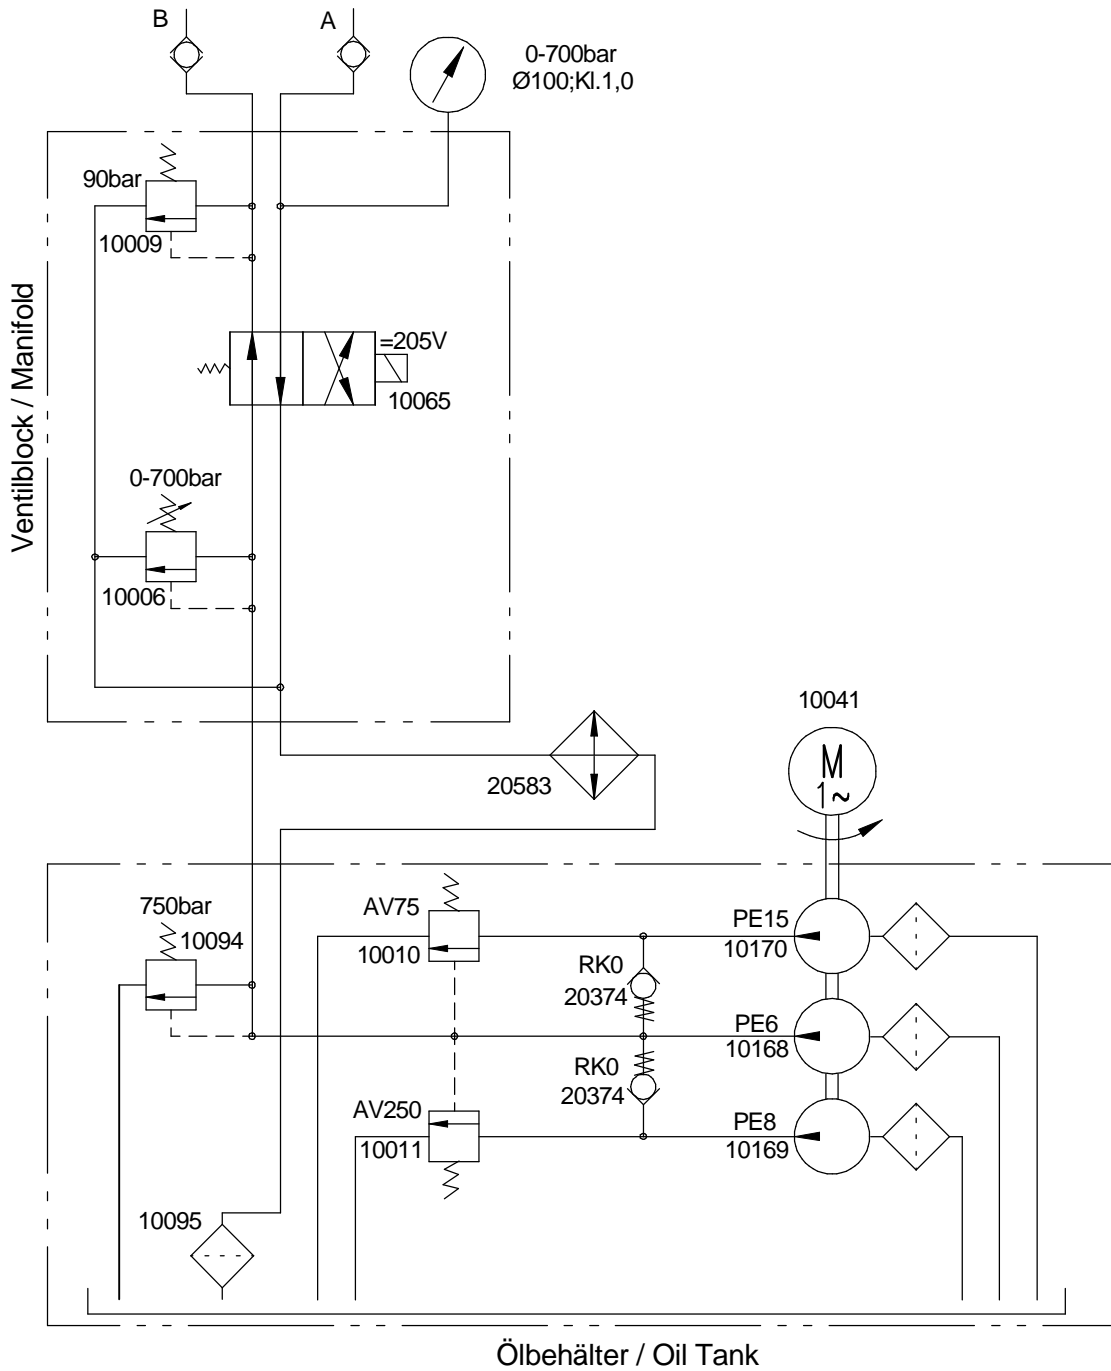 B
A
0-700bar
Ø100;Kl.1,0
90bar
10009
=205V
10065
Ventilblock / Manifold
0-700bar
10006
10041
M
1~
20583
750bar
10094
AV75
10010
PE15
10170
RK0
20374
PE6
10168
RK0
20374
AV250
10011
PE8
10169
10095
Ölbehälter / Oil Tank